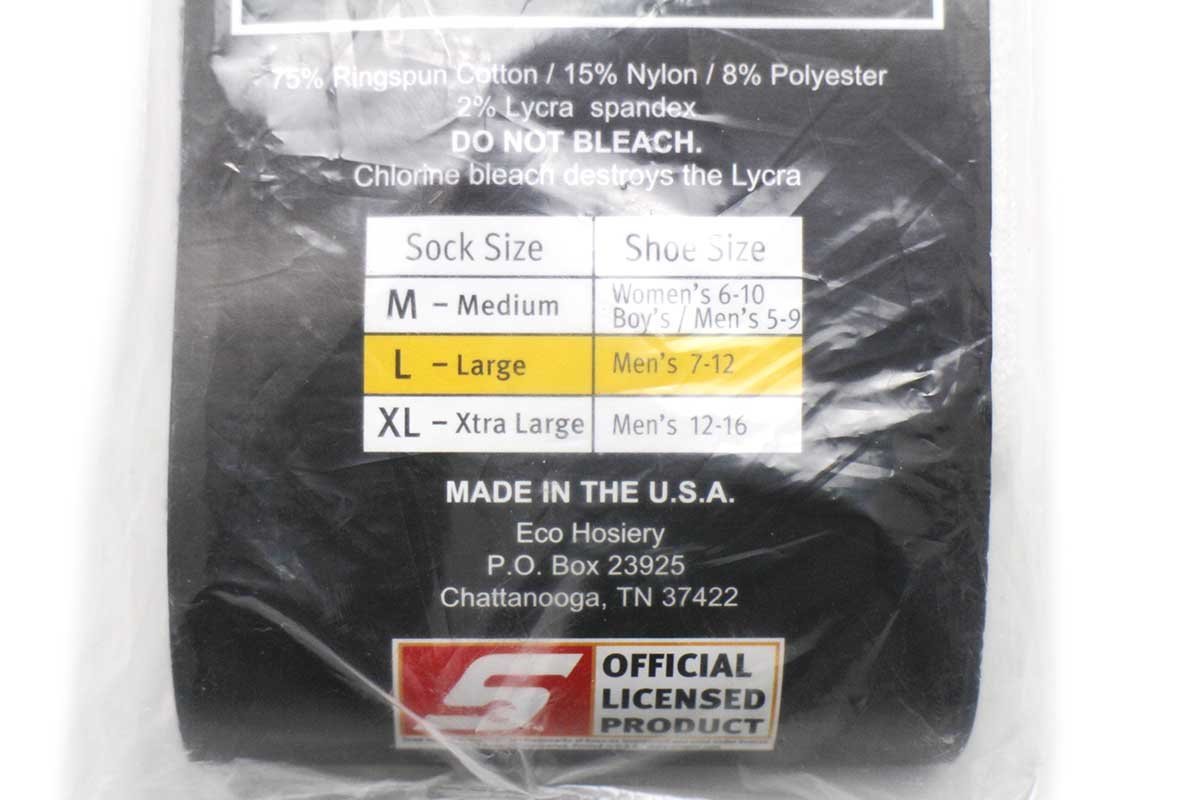 75% Ringspun Cotton / 15% Nylon / 8% Polyester
2% Lycra spandex
DO NOT BLEACH.
Chlorine bleach destroys the Lycra
Sock Size Shoe Size
M – Medium Women's 6-10
Boy's / Men's 5-9
L – Large Men's 7-12
XL – Xtra Large Men's 12-16
MADE IN THE U.S.A.
Eco Hosiery
P.O. Box 23925
Chattanooga, TN 37422
OFFICIAL
LICENSED
PRODUCT